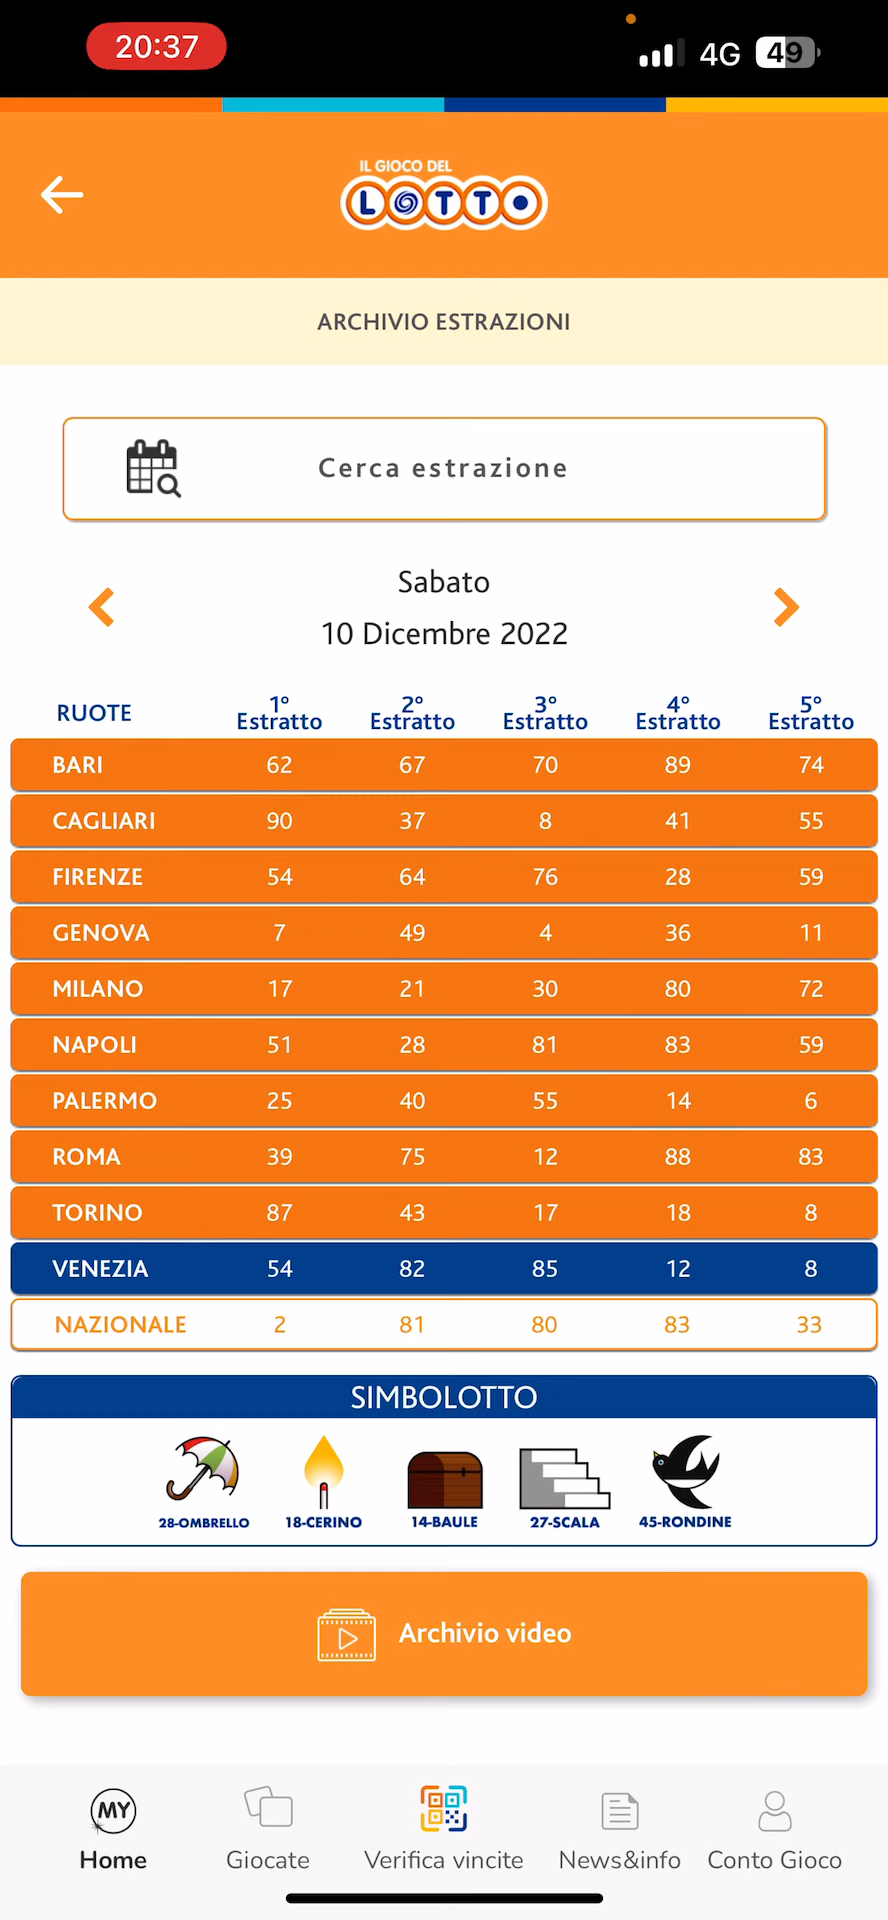 20:37
4G 49
IL GIOCO DEL
LOTTO
ARCHIVIO ESTRAZIONI
Cerca estrazione
Sabato
10 Dicembre 2022
RUOTE 1° Estratto 2° Estratto 3° Estratto 4° Estratto 5° Estratto
BARI 62 67 70 89 74
CAGLIARI 90 37 8 41 55
FIRENZE 54 64 76 28 59
GENOVA 7 49 4 36 11
MILANO 17 21 30 80 72
NAPOLI 51 28 81 83 59
PALERMO 25 40 55 14 6
ROMA 39 75 12 88 83
TORINO 87 43 17 18 8
VENEZIA 54 82 85 12 8
NAZIONALE 2 81 80 83 33
SIMBOLOTTO
28-OMBRELLO 18-CERINO 14-BAULE 27-SCALA 45-RONDINE
Archivio video
MY
Home Giocate Verifica vincite News&info Conto Gioco